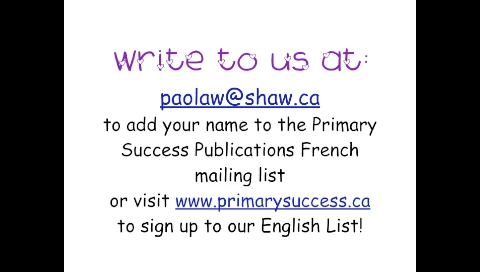 write to us at:
paolaw@shaw.ca
to add your name to the Primary
Success Publications French
mailing list
or visit www.primarysuccess.ca
to sign up to our English List!